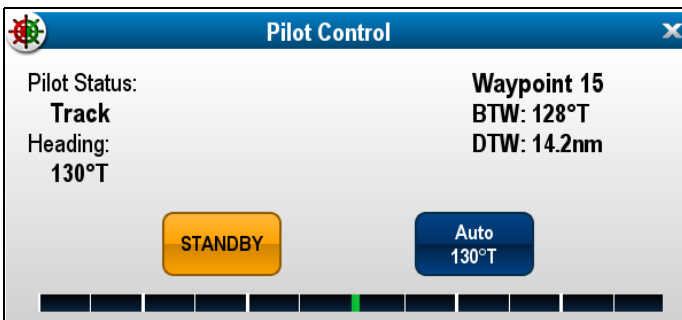 Pilot Control
Pilot Status:
Track
Heading:
130°T
Waypoint 15
BTW: 128°T
DTW: 14.2nm
STANDBY
Auto
130°T